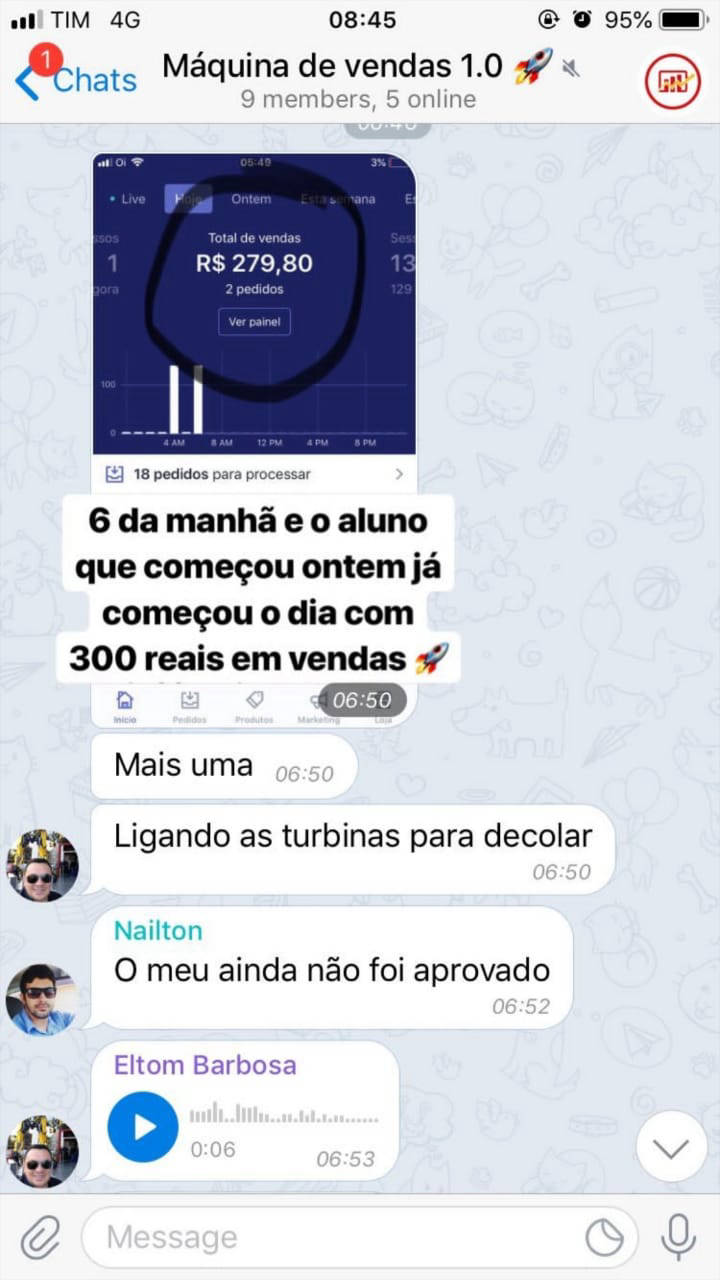 TIM 4G 08:45 95%
1
Chats
Máquina de vendas 1.0 🚀
9 members, 5 online
Oi 05:49 3%
Live Hoje Ontem Esta semana Es
ssos Total de vendas Ses
1 R$ 279,80 13
gora 2 pedidos 129
Ver painel
100
0
4 AM 8 AM 12 PM 4 PM 8 PM
18 pedidos para processar
6 da manhã e o aluno
que começou ontem já
começou o dia com
300 reais em vendas 🚀
06:50
Início Pedidos Produtos Marketing Loja
Mais uma 06:50
Ligando as turbinas para decolar
06:50
Nailton
O meu ainda não foi aprovado
06:52
Eltom Barbosa
0:06 06:53
Message